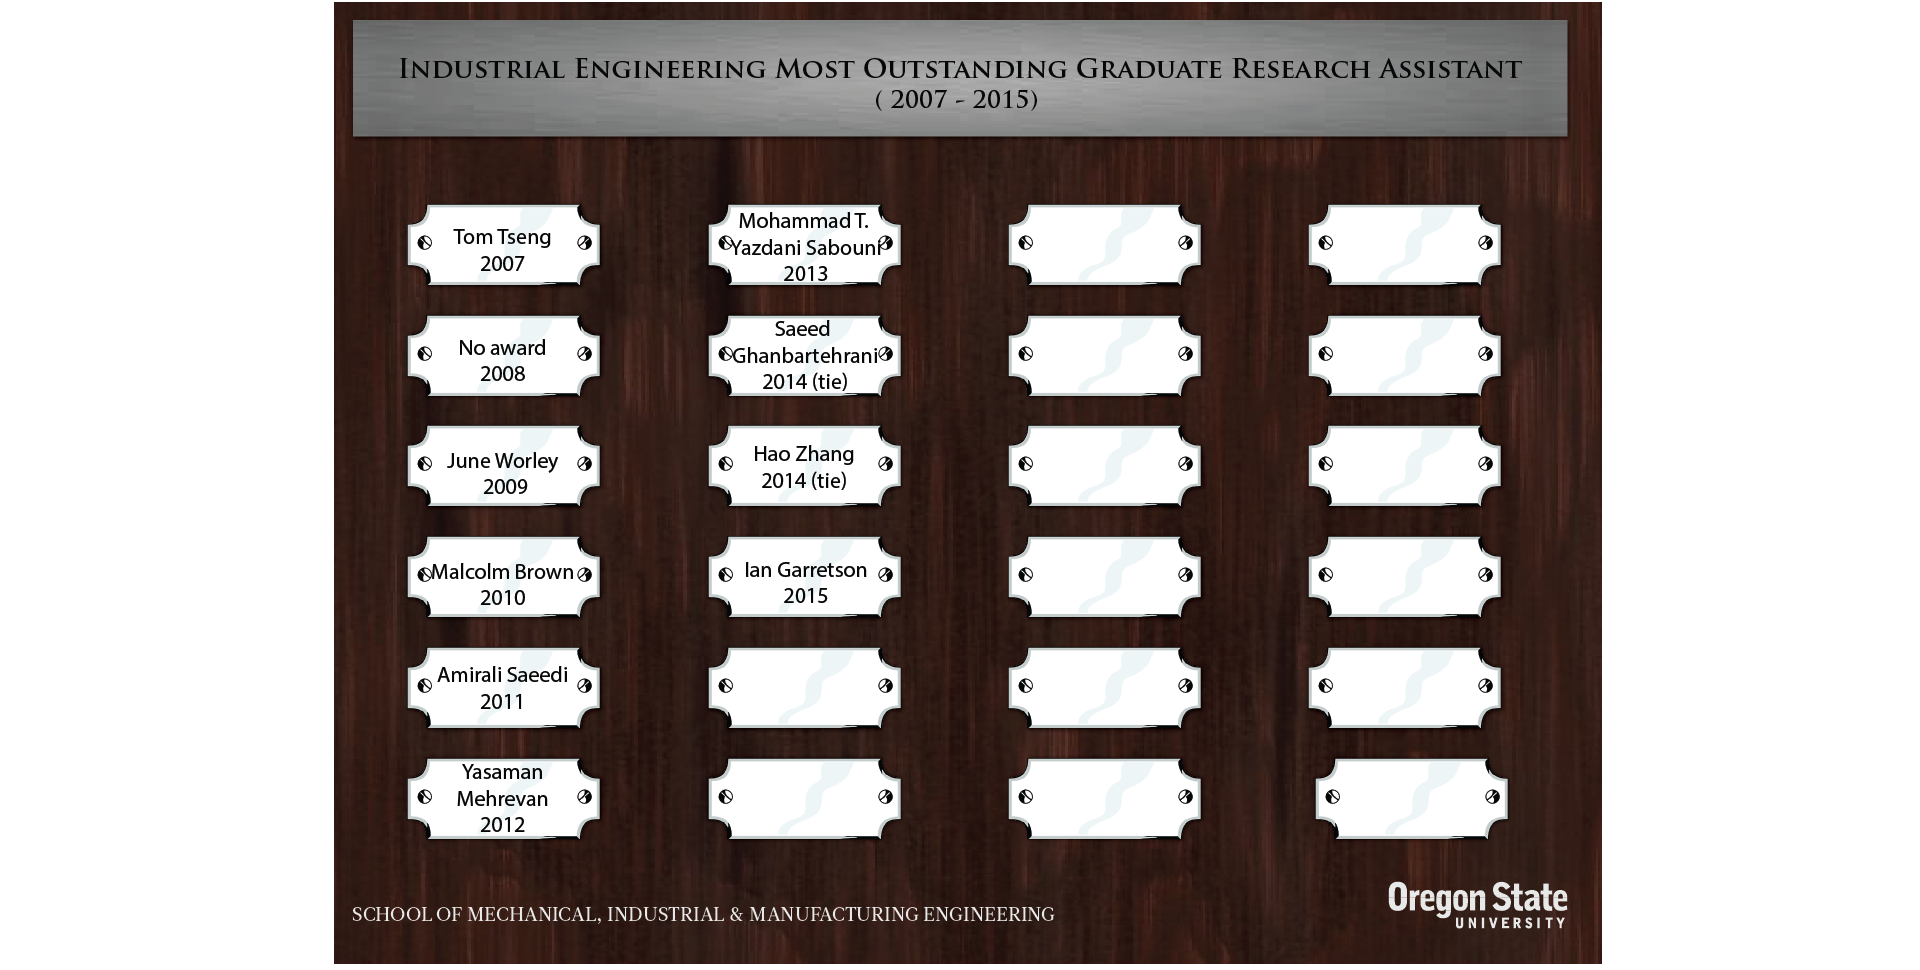 Industrial Engineering Most Outstanding Graduate Research Assistant
( 2007 - 2015)
Tom Tseng
2007
No award
2008
June Worley
2009
Malcolm Brown
2010
Amirali Saeedi
2011
Yasaman
Mehrevan
2012
Mohammad T.
Yazdani Sabouni
2013
Saeed
Ghanbartehrani
2014 (tie)
Hao Zhang
2014 (tie)
Ian Garretson
2015
SCHOOL OF MECHANICAL, INDUSTRIAL & MANUFACTURING ENGINEERING
Oregon State
UNIVERSITY